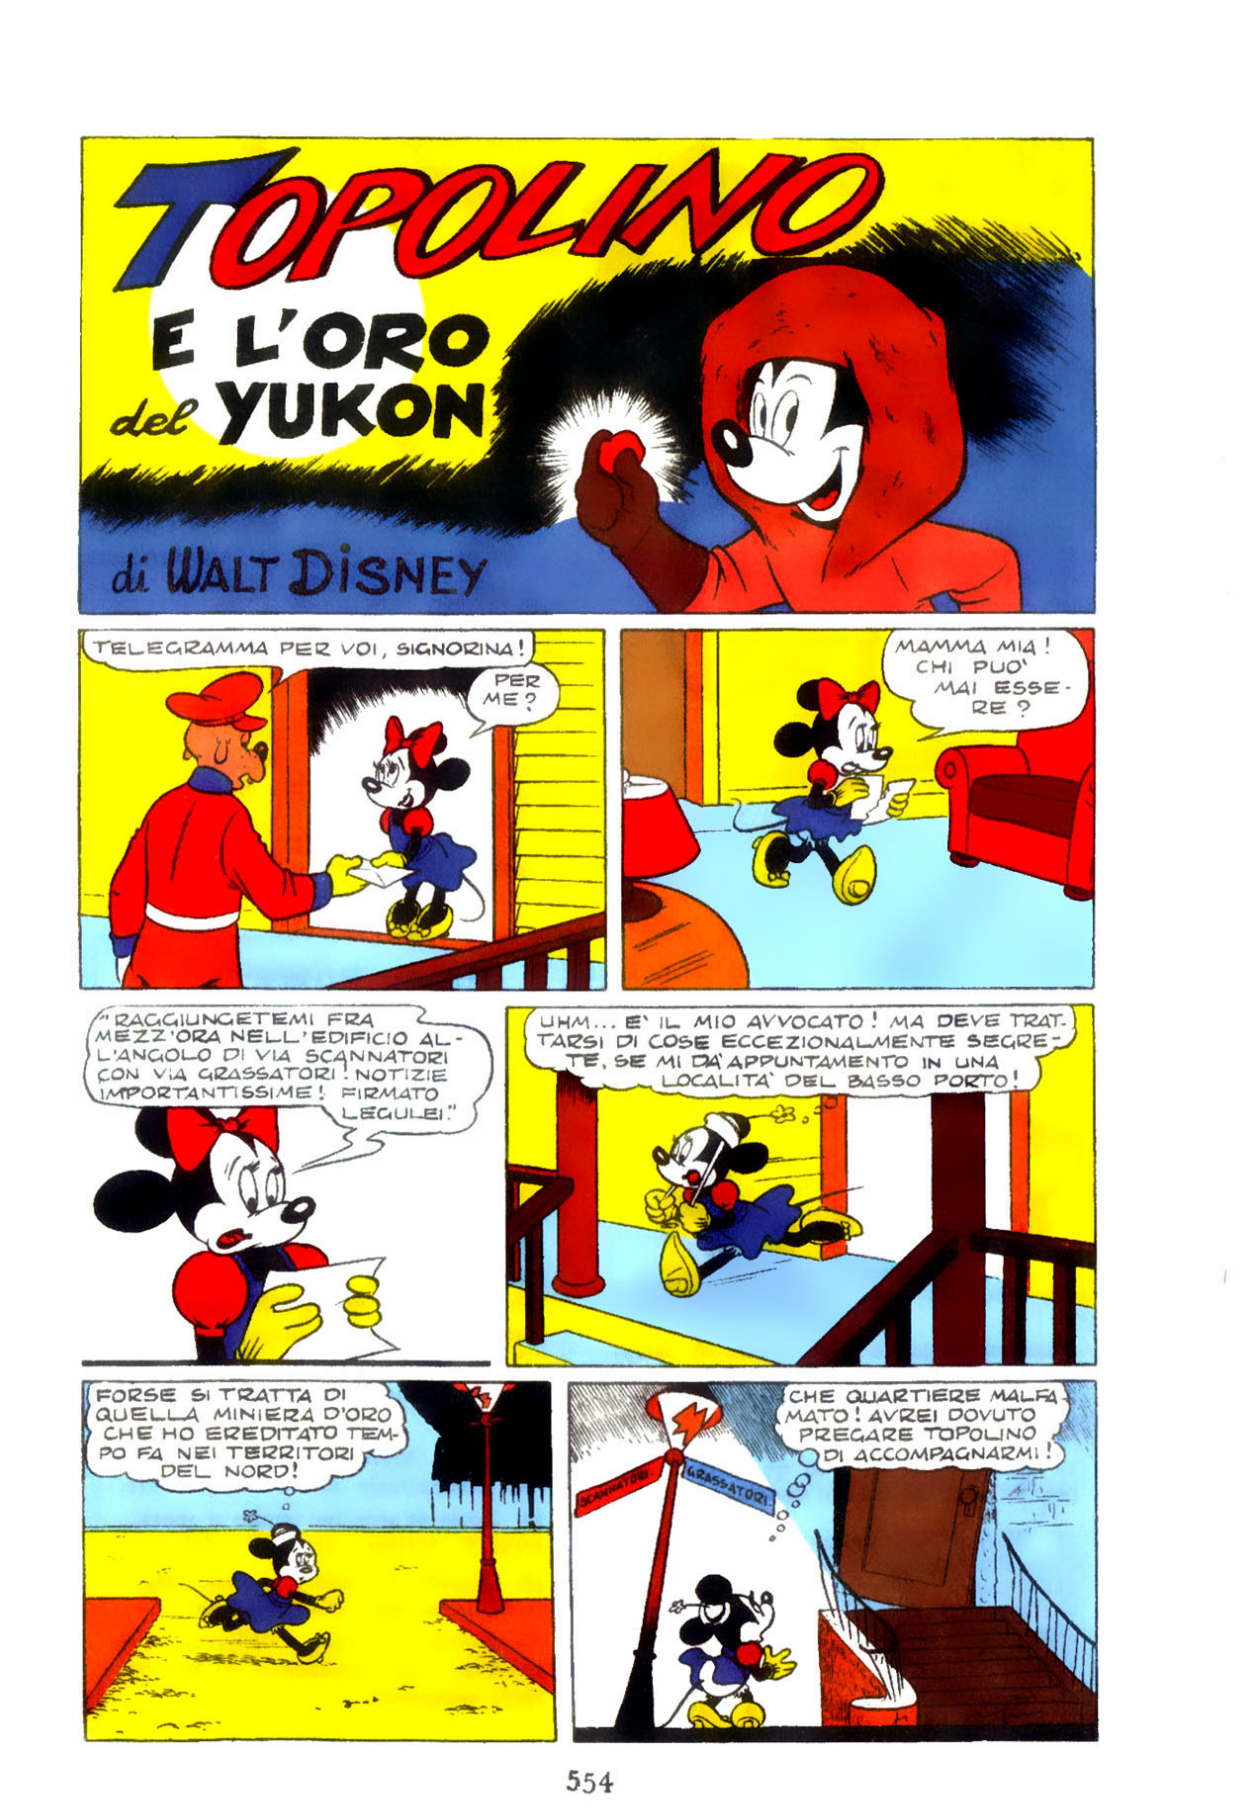 TOPOLINO
E L'ORO
del YUKON
di WALT DISNEY
TELEGRAMMA PER VOI, SIGNORINA!
PER
ME?
MAMMA MIA!
CHI PUO'
MAI ESSE-
RE?
"RAGGIUNGETEMI FRA
MEZZ'ORA NELL'EDIFICIO AL-
L'ANGOLO DI VIA SCANNATORI
CON VIA GRASSATORI! NOTIZIE
IMPORTANTISSIME! FIRMATO
LEGULEI."
UHM... E' IL MIO AVVOCATO! MA DEVE TRAT-
TARSI DI COSE ECCEZIONALMENTE SEGRE-
TE, SE MI DA' APPUNTAMENTO IN UNA
LOCALITA' DEL BASSO PORTO!
FORSE SI TRATTA DI
QUELLA MINIERA D'ORO
CHE HO EREDITATO TEM-
PO FA NEI TERRITORI
DEL NORD!
CHE QUARTIERE MALFA
MATO! AVREI DOVUTO
PREGARE TOPOLINO
DI ACCOMPAGNARMI!
SCANNATORI.
GRASSATORI.
554